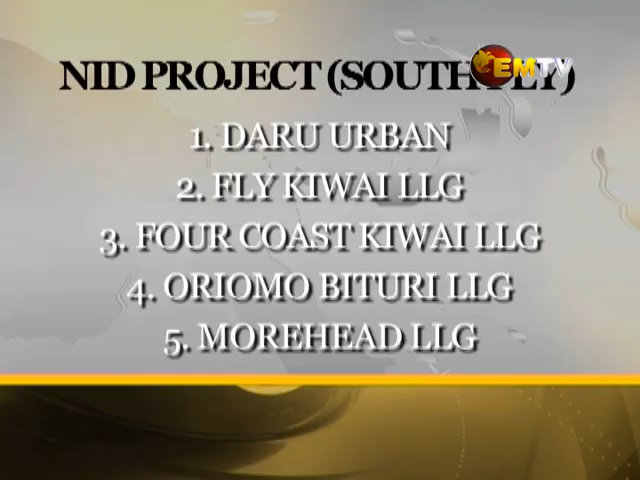 NID PROJECT (SOUTH FLY)
EMTV
1. DARU URBAN
2. FLY KIWAI LLG
3. FOUR COAST KIWAI LLG
4. ORIOMO BITURI LLG
5. MOREHEAD LLG